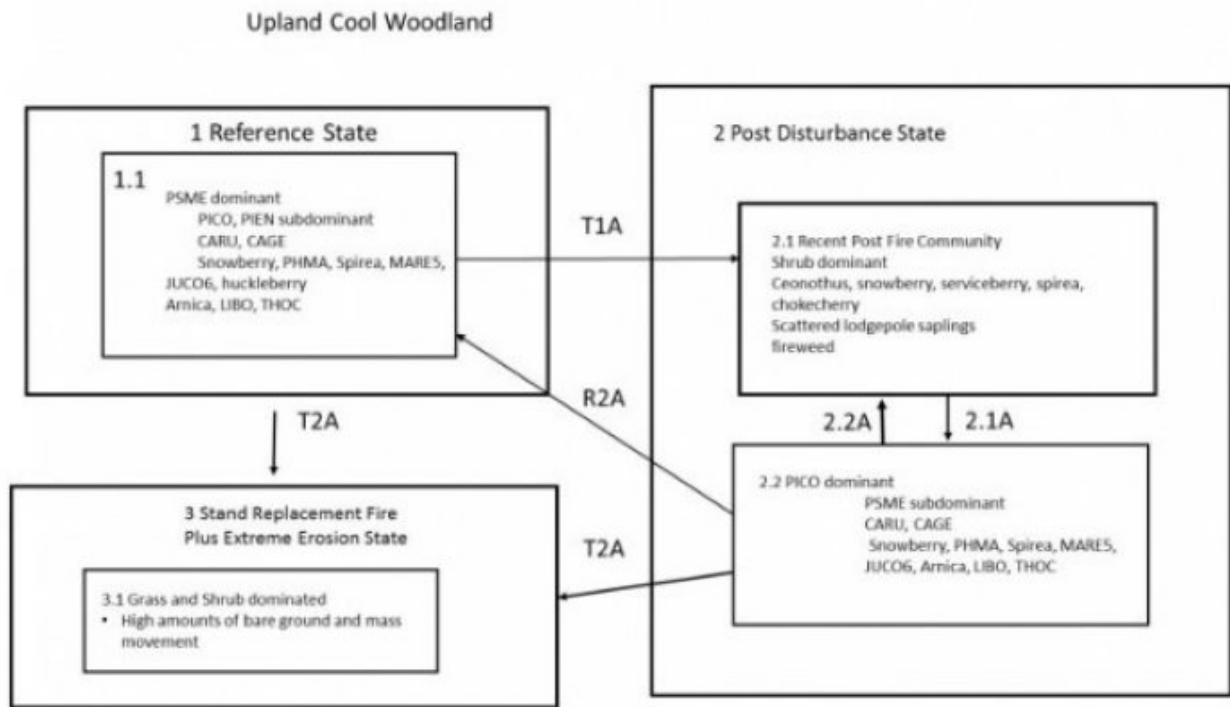 Upland Cool Woodland
1 Reference State
1.1
PSME dominant
PICO, PIEN subdominant
CARU, CAGE
Snowberry, PHMA, Spirea, MARE5,
JUCO6, huckleberry
Arnica, LIBO, THOC
T1A
2 Post Disturbance State
2.1 Recent Post Fire Community
Shrub dominant
Ceonothus, snowberry, serviceberry, spirea,
chokecherry
Scattered lodgepole saplings
fireweed
R2A
T2A
2.2A
2.1A
2.2 PICO dominant
PSME subdominant
CARU, CAGE
Snowberry, PHMA, Spirea, MARE5,
JUCO6, Arnica, LIBO, THOC
T2A
3 Stand Replacement Fire
Plus Extreme Erosion State
3.1 Grass and Shrub dominated
• High amounts of bare ground and mass
movement